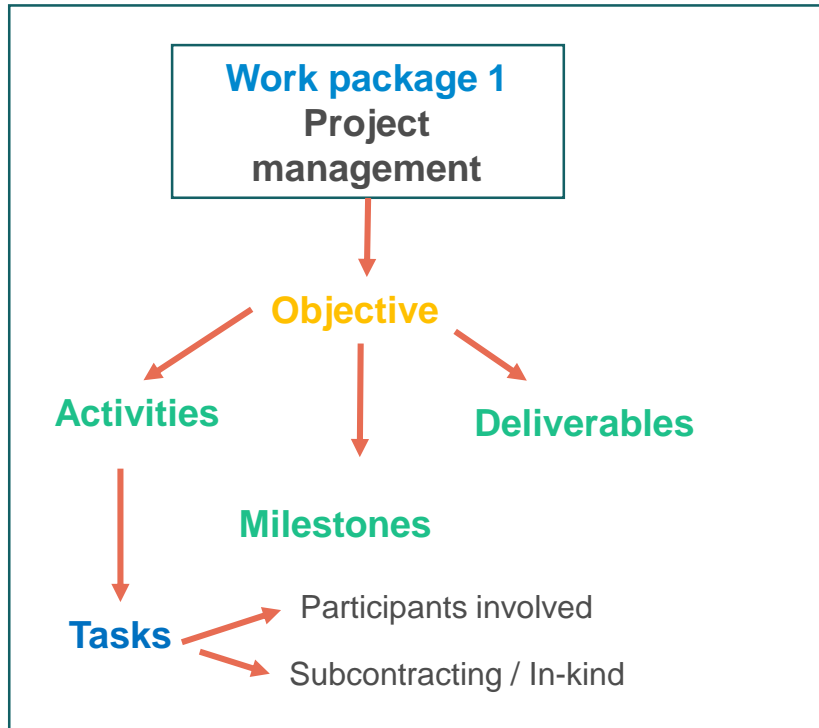 Work package 1
Project
management
Objective
Activities
Deliverables
Milestones
Tasks
Participants involved
Subcontracting / In-kind